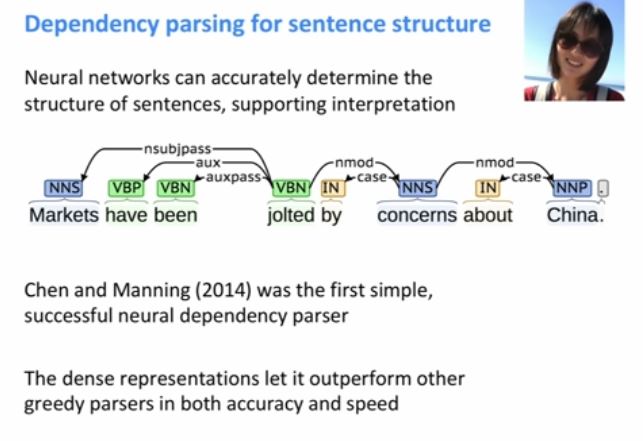 Dependency parsing for sentence structure
Neural networks can accurately determine the
structure of sentences, supporting interpretation
nsubjpass
aux nmod nmod
auxpass case case
NNS VBP VBN VBN IN NNS IN NNP .
Markets have been jolted by concerns about China.
Chen and Manning (2014) was the first simple,
successful neural dependency parser
The dense representations let it outperform other
greedy parsers in both accuracy and speed